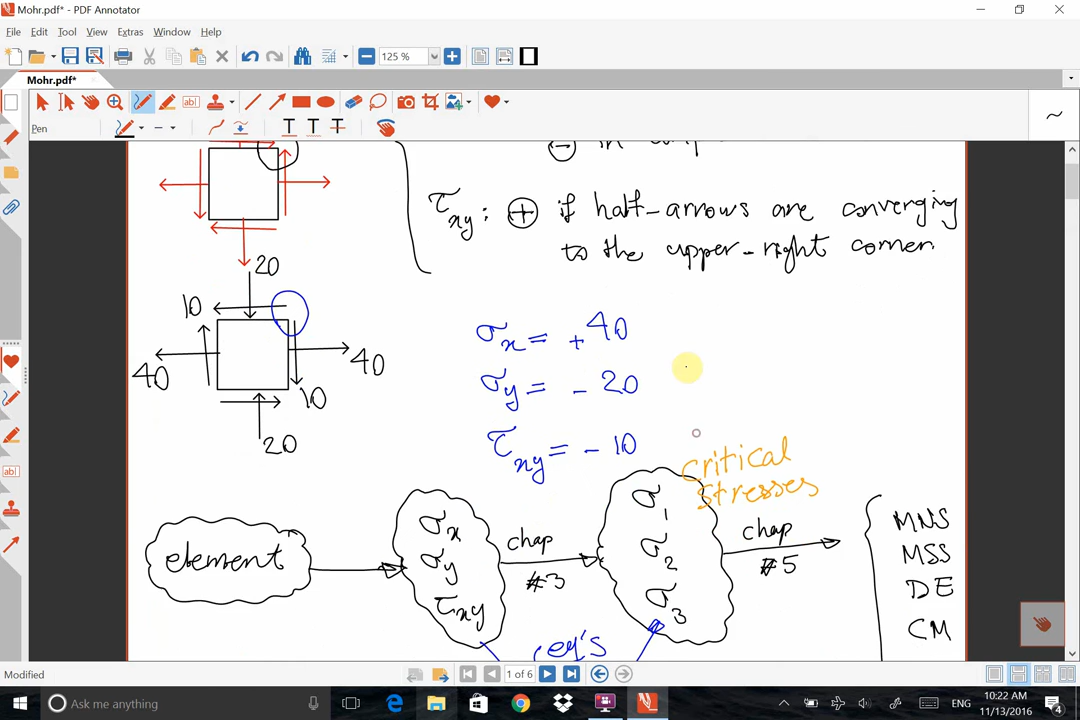 Mohr.pdf* - PDF Annotator
File Edit Tool View Extras Window Help
125 %
Mohr.pdf*
Pen
in
τxy: ⊕ if half-arrows are converging
to the upper-right corner.
20
10
40
40
10
20
σx = +40
σy = - 20
τxy = - 10
critical
stresses
element
σx
σy
τxy
chap
#3
σ1
σ2
σ3
chap
#5
MNS
MSS
DE
CM
eq's
Modified
1 of 6
Ask me anything
ENG
10:22 AM
11/13/2016
4